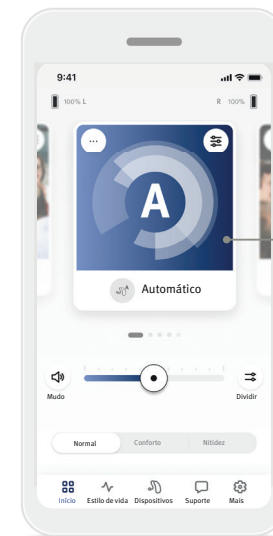 9:41
100% L R 100%
...
A
Automático
Mudo Dividir
Normal Conforto Nitidez
Início Estilo de vida Dispositivos Suporte Mais